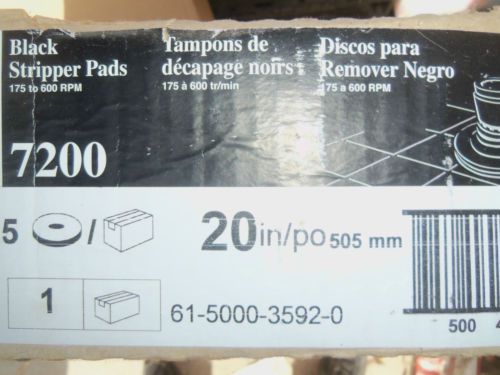 Black
Stripper Pads
175 to 600 RPM
Tampons de
décapage noirs
175 à 600 tr/min
Discos para
Remover Negro
175 a 600 RPM
7200
5 / 20in/po 505 mm
1 61-5000-3592-0
500